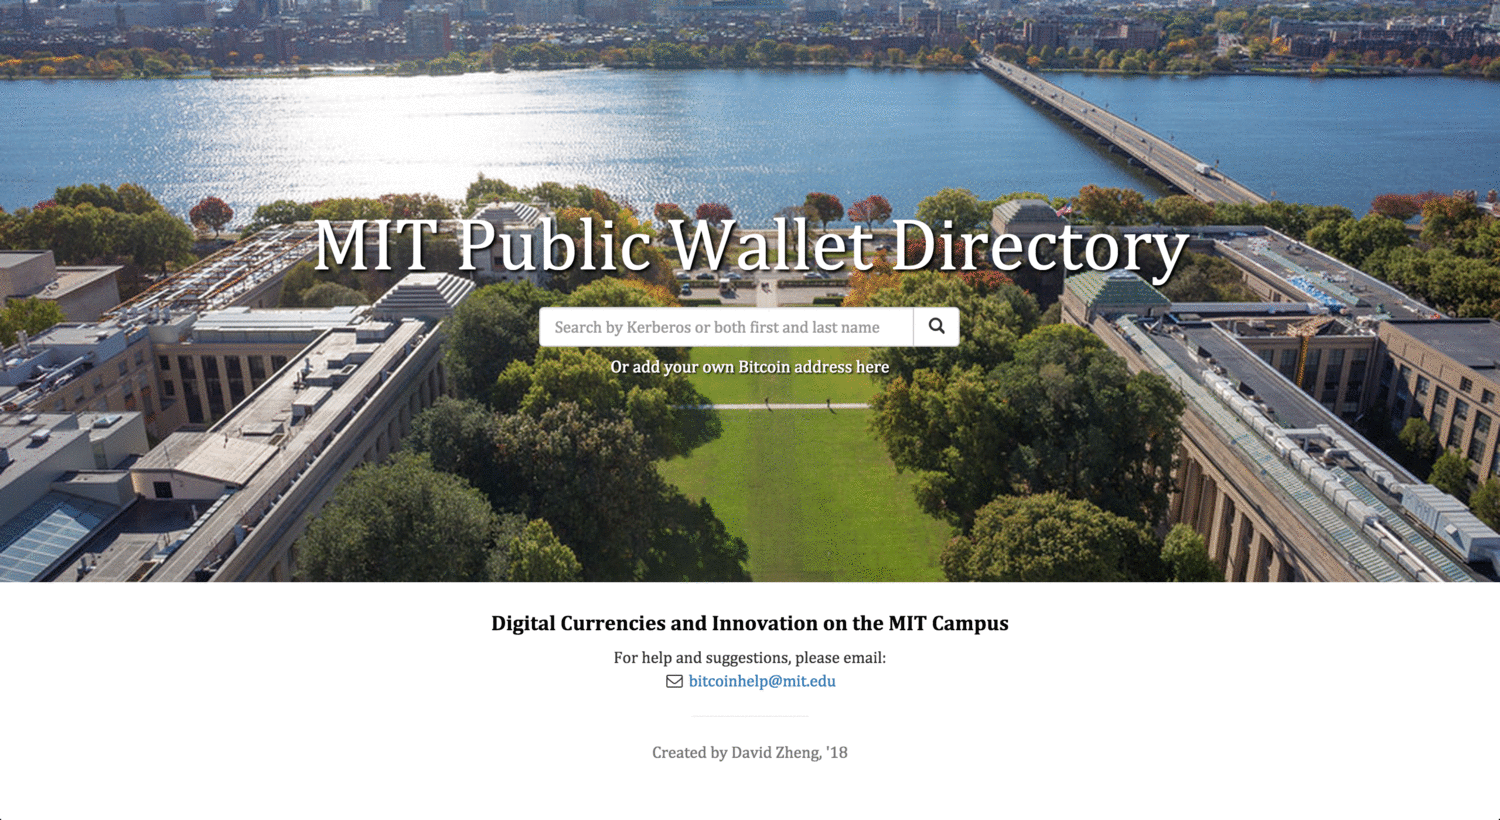 MIT Public Wallet Directory
Search by Kerberos or both first and last name
Or add your own Bitcoin address here
Digital Currencies and Innovation on the MIT Campus
For help and suggestions, please email:
bitcoinhelp@mit.edu
Created by David Zheng, '18